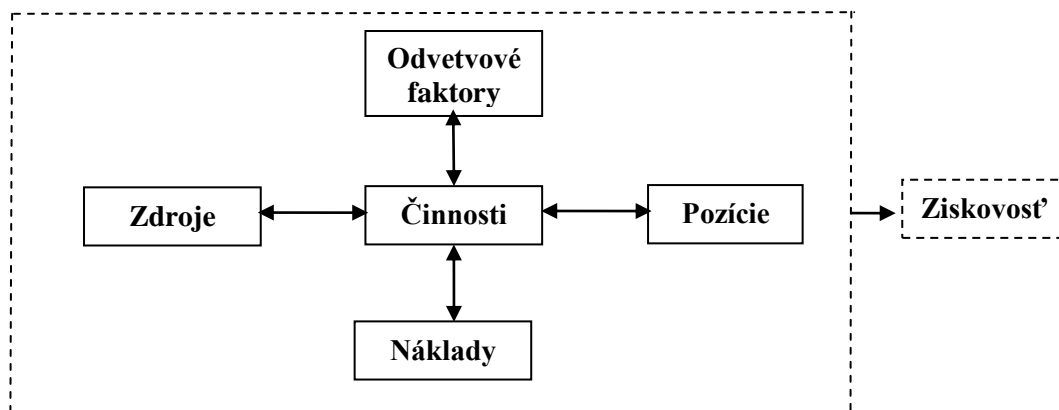 Odvetvové
faktory
Zdroje
Činnosti
Pozície
Ziskovosť
Náklady